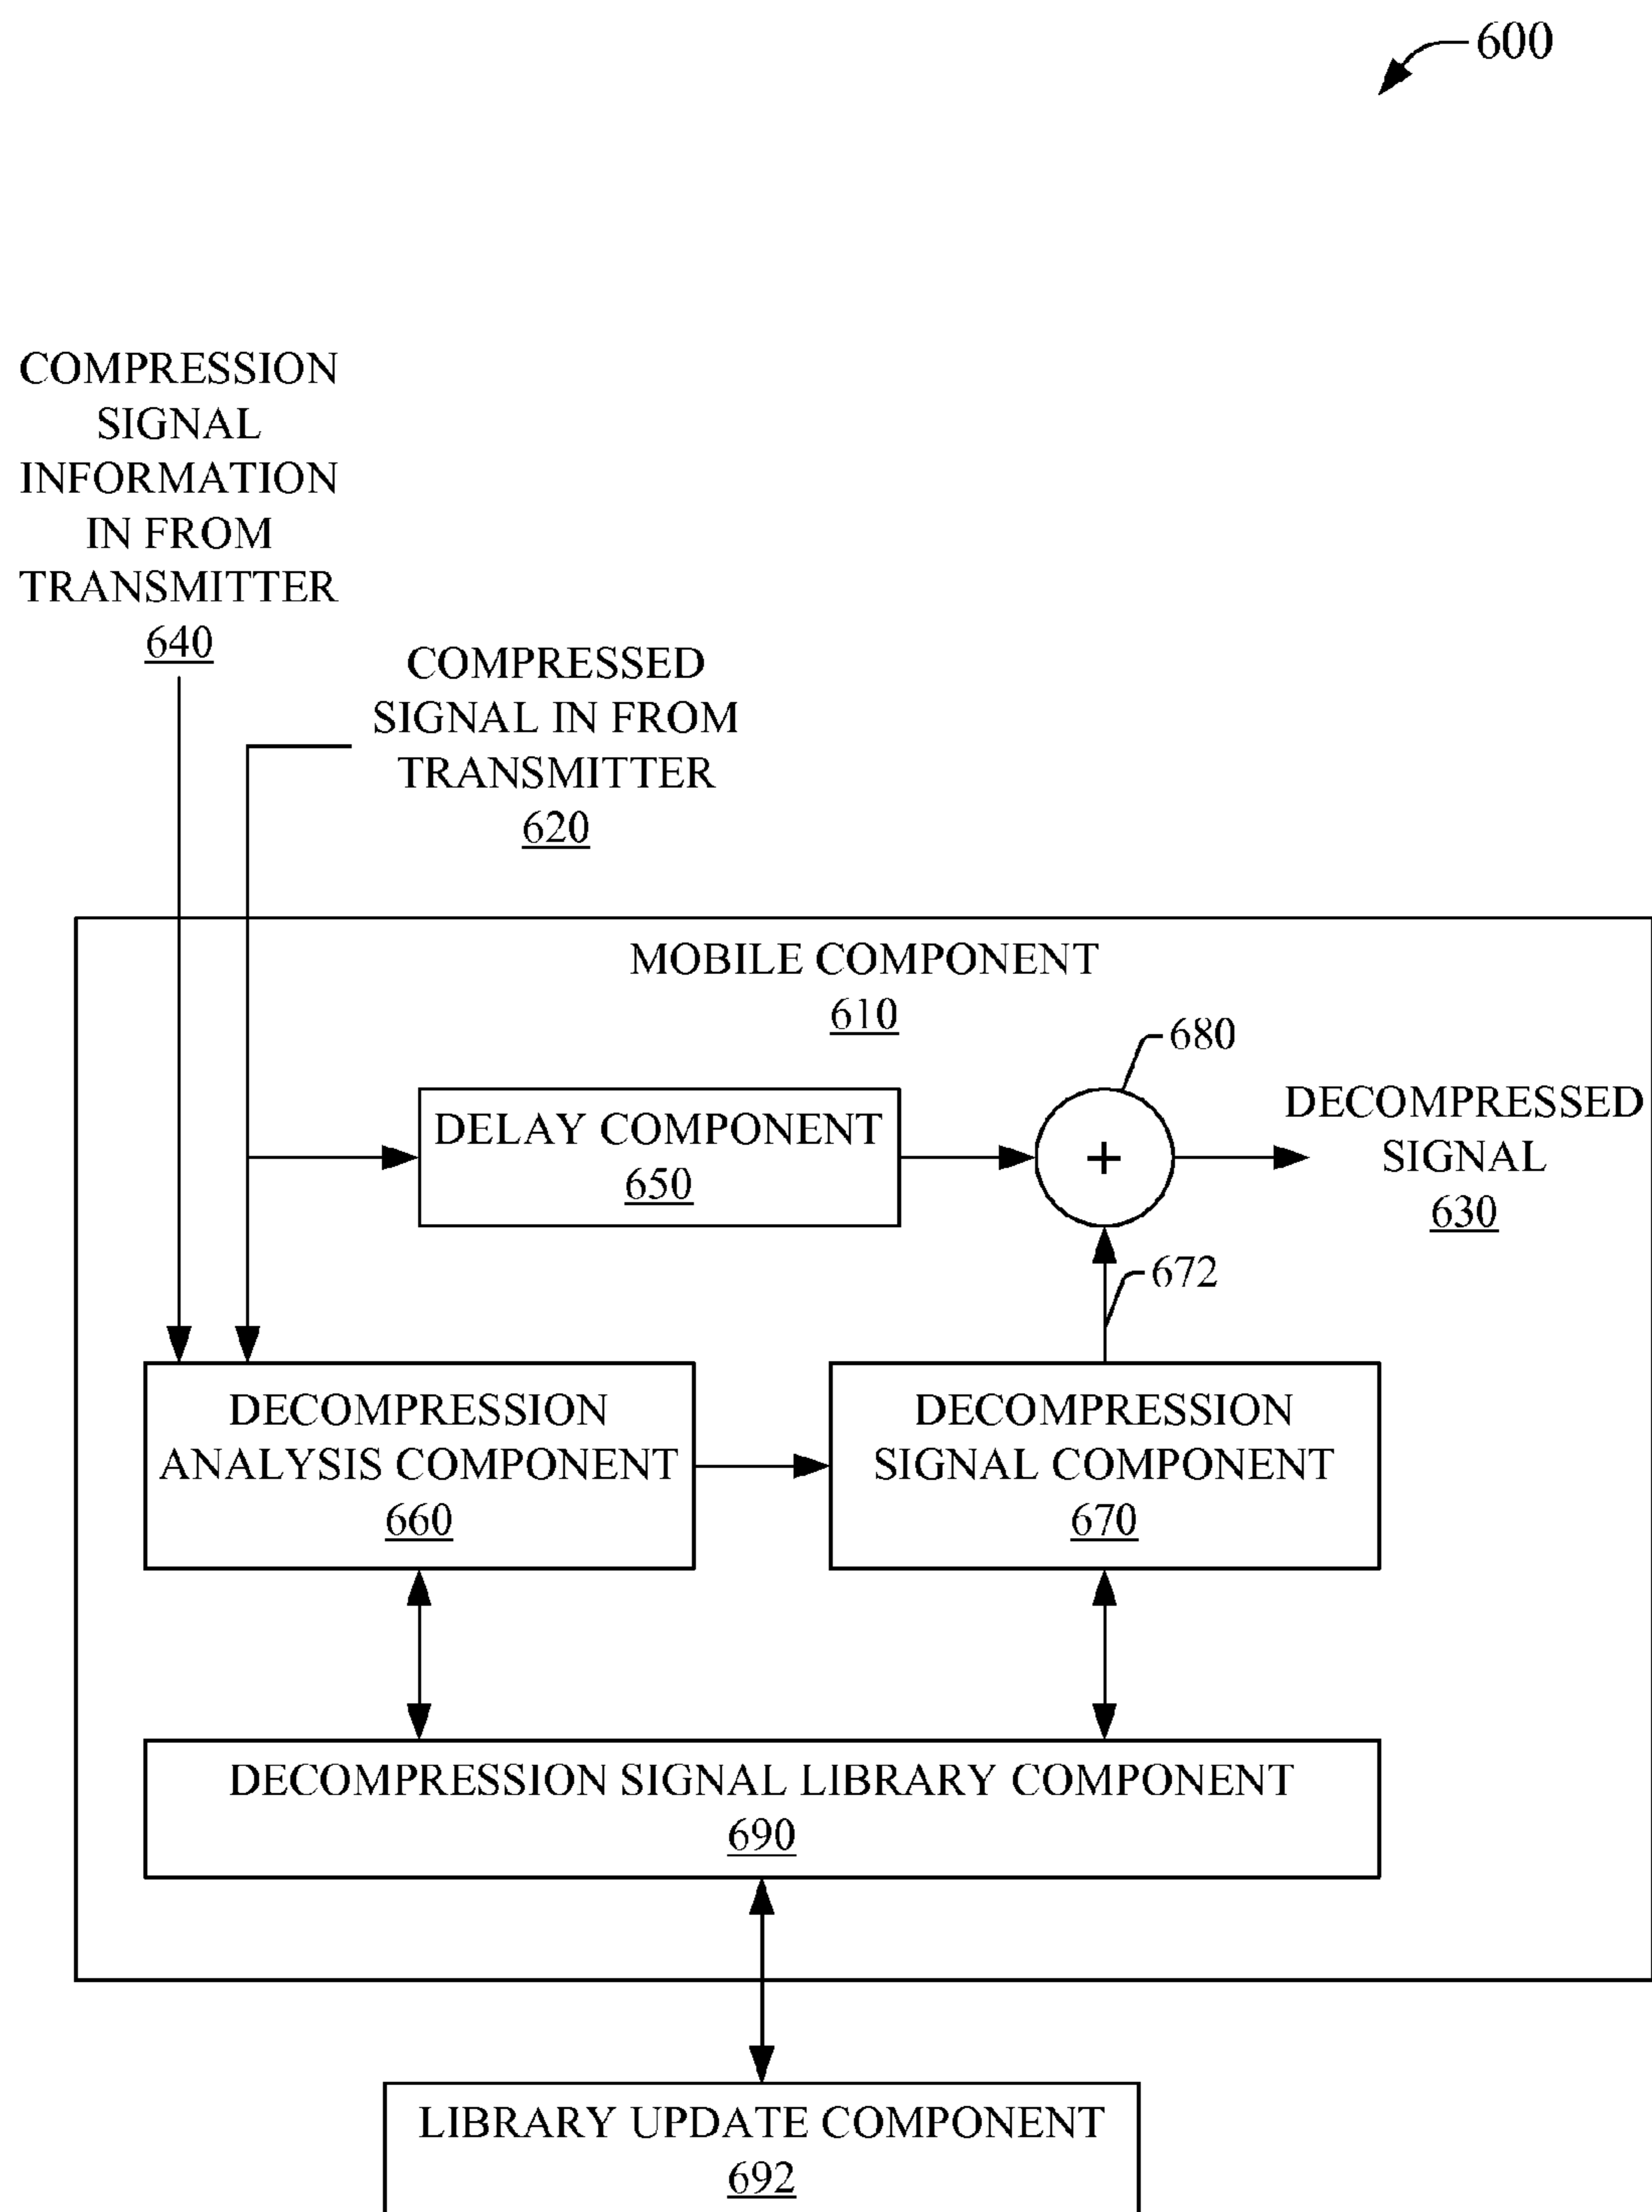 600
COMPRESSION
SIGNAL
INFORMATION
IN FROM
TRANSMITTER
640
COMPRESSED
SIGNAL IN FROM
TRANSMITTER
620
MOBILE COMPONENT
610
680
DELAY COMPONENT
650
+
DECOMPRESSED
SIGNAL
630
672
DECOMPRESSION
ANALYSIS COMPONENT
660
DECOMPRESSION
SIGNAL COMPONENT
670
DECOMPRESSION SIGNAL LIBRARY COMPONENT
690
LIBRARY UPDATE COMPONENT
692